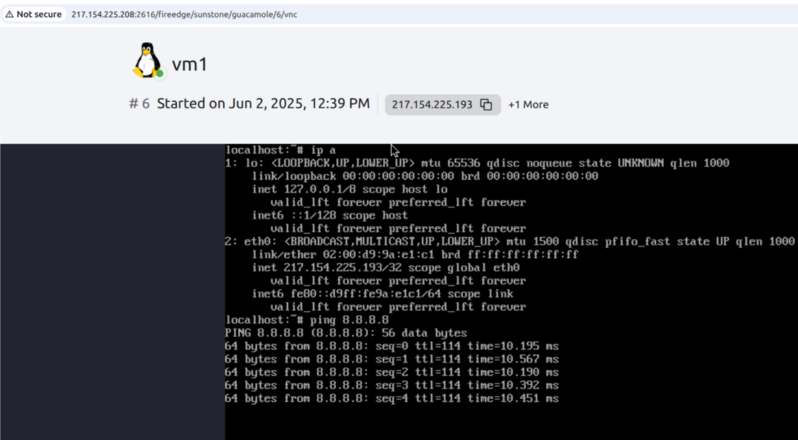 Not secure 217.154.225.208:2616/fireedge/sunstone/guacamole/6/vnc
vm1
# 6 Started on Jun 2, 2025, 12:39 PM 217.154.225.193 +1 More
localhost:~# ip a
1: lo: <LOOPBACK,UP,LOWER_UP> mtu 65536 qdisc noqueue state UNKNOWN qlen 1000
link/loopback 00:00:00:00:00:00 brd 00:00:00:00:00:00
inet 127.0.0.1/8 scope host lo
valid_lft forever preferred_lft forever
inet6 ::1/128 scope host
valid_lft forever preferred_lft forever
2: eth0: <BROADCAST,MULTICAST,UP,LOWER_UP> mtu 1500 qdisc pfifo_fast state UP qlen 1000
link/ether 02:00:d9:9a:e1:c1 brd ff:ff:ff:ff:ff:ff
inet 217.154.225.193/32 scope global eth0
valid_lft forever preferred_lft forever
inet6 fe80::d9ff:fe9a:e1c1/64 scope link
valid_lft forever preferred_lft forever
localhost:~# ping 8.8.8.8
PING 8.8.8.8 (8.8.8.8): 56 data bytes
64 bytes from 8.8.8.8: seq=0 ttl=114 time=10.195 ms
64 bytes from 8.8.8.8: seq=1 ttl=114 time=10.567 ms
64 bytes from 8.8.8.8: seq=2 ttl=114 time=10.190 ms
64 bytes from 8.8.8.8: seq=3 ttl=114 time=10.392 ms
64 bytes from 8.8.8.8: seq=4 ttl=114 time=10.451 ms